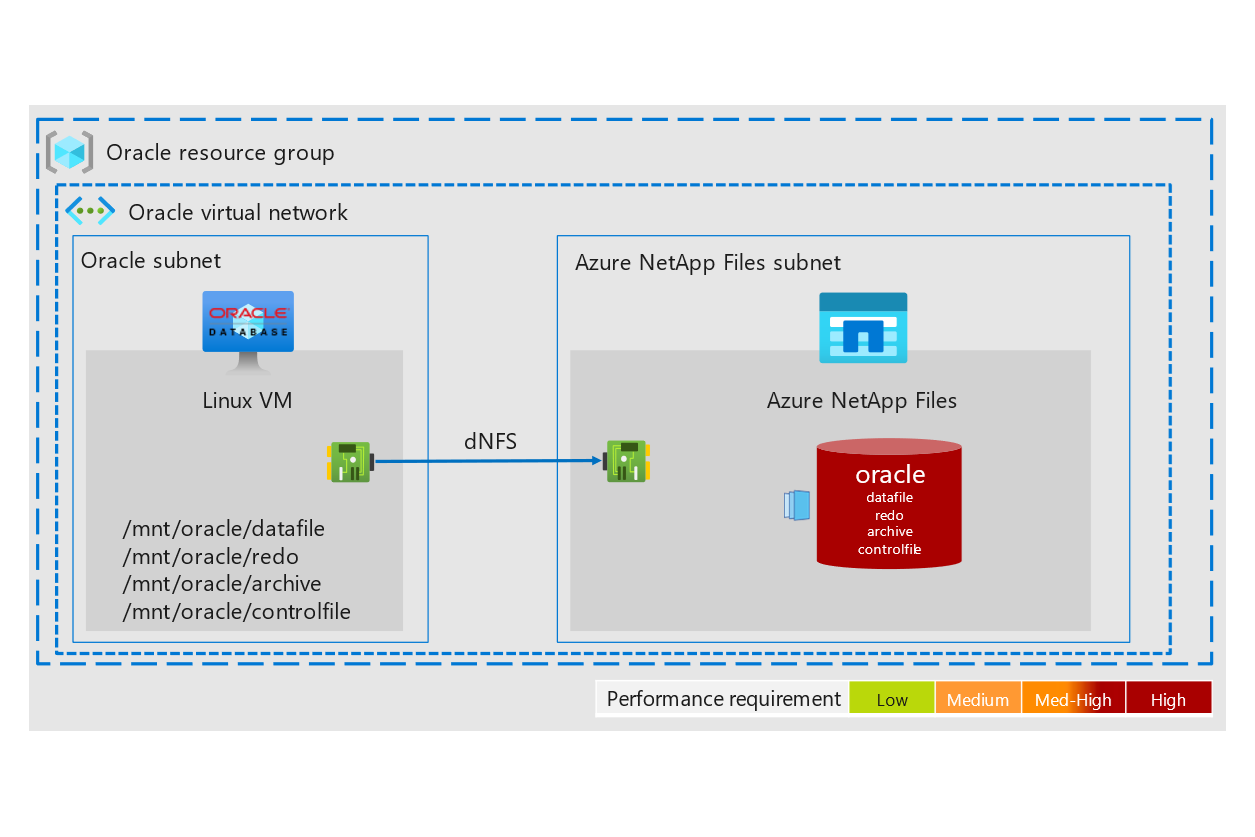 Oracle resource group
Oracle virtual network
Oracle subnet
ORACLE
DATABASE
Linux VM
/mnt/oracle/datafile
/mnt/oracle/redo
/mnt/oracle/archive
/mnt/oracle/controlfile
dNFS
Azure NetApp Files subnet
Azure NetApp Files
oracle
datafile
redo
archive
controlfile
Performance requirement Low Medium Med-High High